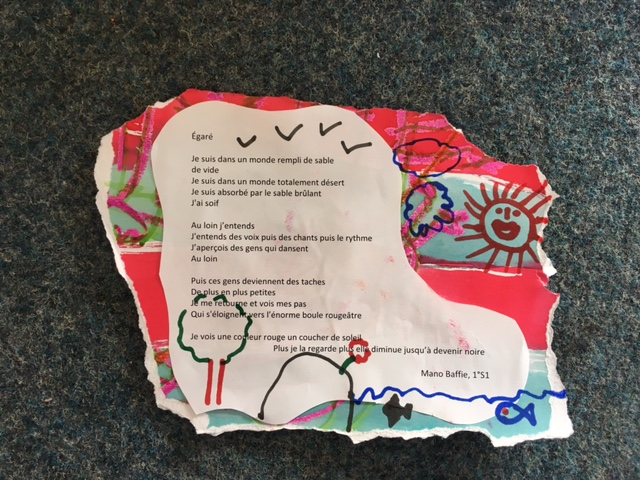 Égaré
Je suis dans un monde rempli de sable
de vide
Je suis dans un monde totalement désert
Je suis absorbé par le sable brûlant
J'ai soif
Au loin j'entends
J'entends des voix puis des chants puis le rythme
J'aperçois des gens qui dansent
Au loin
Puis ces gens deviennent des taches
De plus en plus petites
Je me retourne et vois mes pas
Qui s'éloignent vers l'énorme boule rougeâtre
Je vois une couleur rouge un coucher de soleil
Plus je la regarde plus elle diminue jusqu'à devenir noire
Mano Baffie, 1°S1